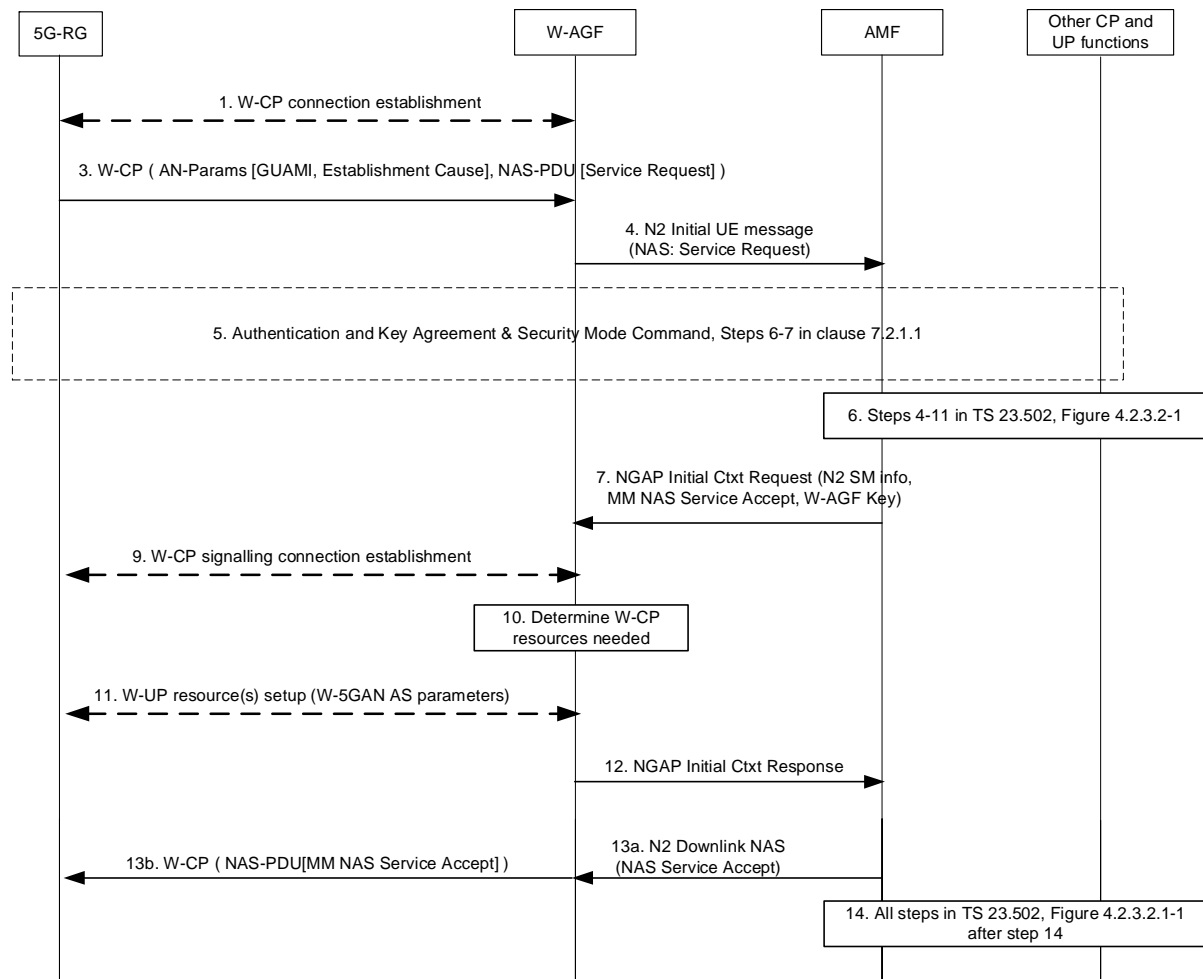 5G-RG
W-AGF
AMF
Other CP and
UP functions
1. W-CP connection establishment
3. W-CP ( AN-Params [GUAMI, Establishment Cause], NAS-PDU [Service Request] )
4. N2 Initial UE message
(NAS: Service Request)
5. Authentication and Key Agreement & Security Mode Command, Steps 6-7 in clause 7.2.1.1
6. Steps 4-11 in TS 23.502, Figure 4.2.3.2-1
7. NGAP Initial Ctxt Request (N2 SM info,
MM NAS Service Accept, W-AGF Key)
9. W-CP signalling connection establishment
10. Determine W-CP
resources needed
11. W-UP resource(s) setup (W-5GAN AS parameters)
12. NGAP Initial Ctxt Response
13a. N2 Downlink NAS
(NAS Service Accept)
13b. W-CP ( NAS-PDU[MM NAS Service Accept] )
14. All steps in TS 23.502, Figure 4.2.3.2.1-1
after step 14